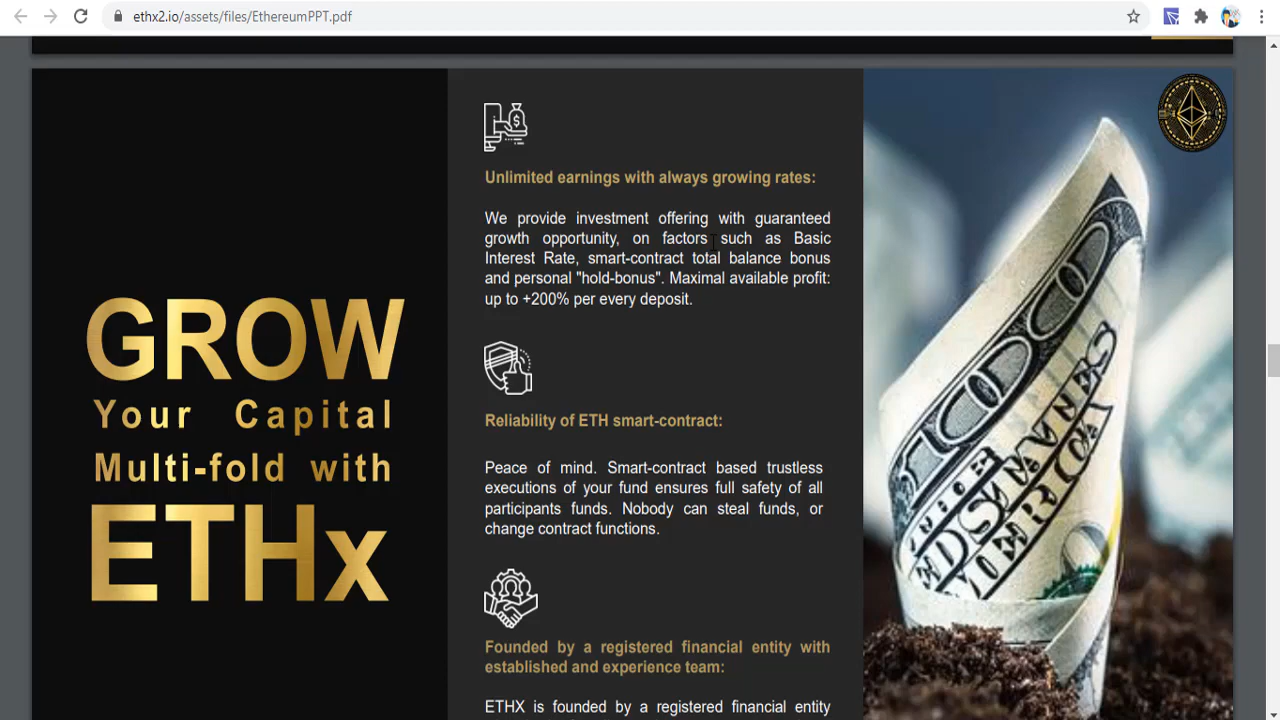 ethx2.io/assets/files/EthereumPPT.pdf
GROW
Your Capital
Multi-fold with
ETHx
Unlimited earnings with always growing rates:
We provide investment offering with guaranteed
growth opportunity, on factors such as Basic
Interest Rate, smart-contract total balance bonus
and personal "hold-bonus". Maximal available profit:
up to +200% per every deposit.
Reliability of ETH smart-contract:
Peace of mind. Smart-contract based trustless
executions of your fund ensures full safety of all
participants funds. Nobody can steal funds, or
change contract functions.
Founded by a registered financial entity with
established and experience team:
ETHX is founded by a registered financial entity
100